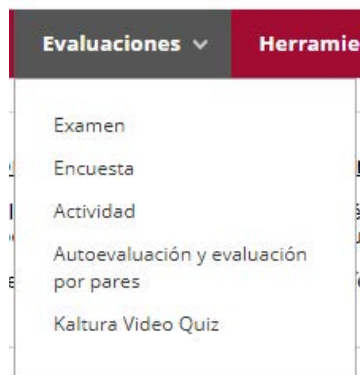 Evaluaciones Herramie
Examen
Encuesta
Actividad
Autoevaluación y evaluación
por pares
Kaltura Video Quiz